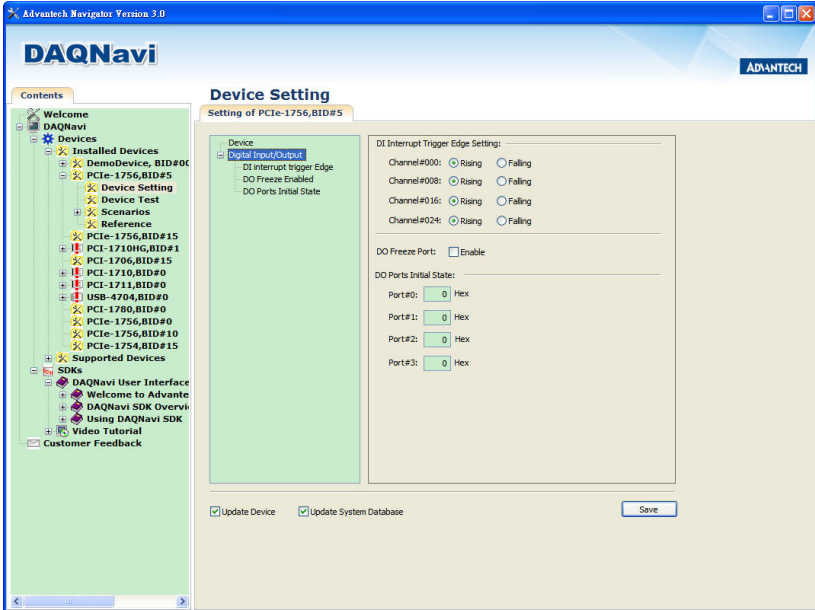 Advantech Navigator Version 3.0
DAQNavi
ADVANTECH
Contents
Welcome
DAQNavi
Devices
Installed Devices
DemoDevice, BID#00
PCIe-1756,BID#5
Device Setting
Device Test
Scenarios
Reference
PCIe-1756,BID#15
PCI-1710HG,BID#1
PCI-1706,BID#15
PCI-1710,BID#0
PCI-1711,BID#0
USB-4704,BID#0
PCI-1780,BID#0
PCIe-1756,BID#0
PCIe-1756,BID#10
PCIe-1754,BID#15
Supported Devices
SDKs
DAQNavi User Interface
Welcome to Advante
DAQNavi SDK Overvi
Using DAQNavi SDK
Video Tutorial
Customer Feedback
Device Setting
Setting of PCIe-1756,BID#5
Device
Digital Input/Output
DI interrupt trigger Edge
DO Freeze Enabled
DO Ports Initial State
DI Interrupt Trigger Edge Setting:
Channel#000: Rising Falling
Channel#008: Rising Falling
Channel#016: Rising Falling
Channel#024: Rising Falling
DO Freeze Port: Enable
DO Ports Initial State:
Port#0: 0 Hex
Port#1: 0 Hex
Port#2: 0 Hex
Port#3: 0 Hex
Update Device Update System Database Save